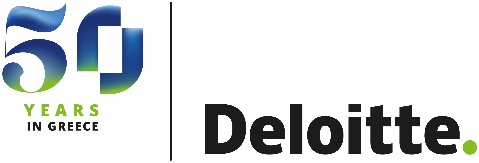 50
YEARS
IN GREECE
Deloitte.